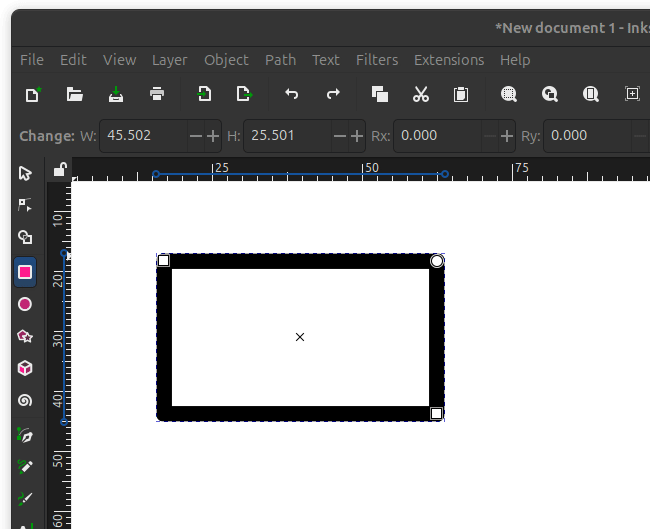 *New document 1 - Inks
File Edit View Layer Object Path Text Filters Extensions Help
Change: W: 45.502 H: 25.501 Rx: 0.000 Ry: 0.000
25 50 75
10
20
30
40
50
60